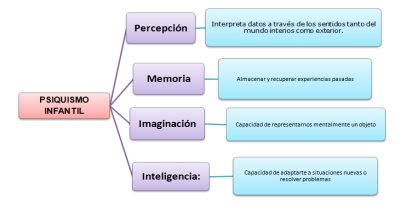 PSIQUISMO
INFANTIL
Percepción
Interpreta datos a través de los sentidos tanto del
mundo interios como exterior.
Memoria
Almacenar y recuperar experiencias pasadas
Imaginación
Capacidad de representarnos mentalmente un objeto
Inteligencia:
Capacidad de adaptarte a situaciones nuevas o
resolver problemas